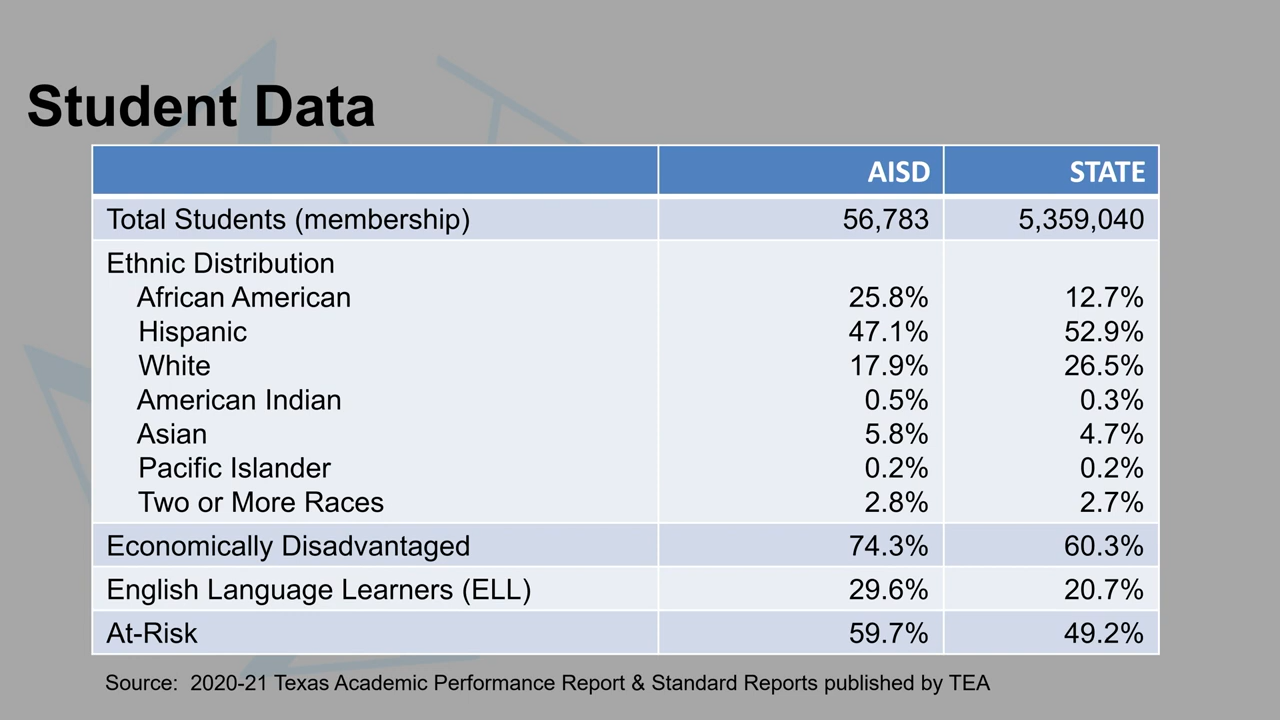 Student Data
AISD STATE
Total Students (membership) 56,783 5,359,040
Ethnic Distribution
African American 25.8% 12.7%
Hispanic 47.1% 52.9%
White 17.9% 26.5%
American Indian 0.5% 0.3%
Asian 5.8% 4.7%
Pacific Islander 0.2% 0.2%
Two or More Races 2.8% 2.7%
Economically Disadvantaged 74.3% 60.3%
English Language Learners (ELL) 29.6% 20.7%
At-Risk 59.7% 49.2%
Source: 2020-21 Texas Academic Performance Report & Standard Reports published by TEA